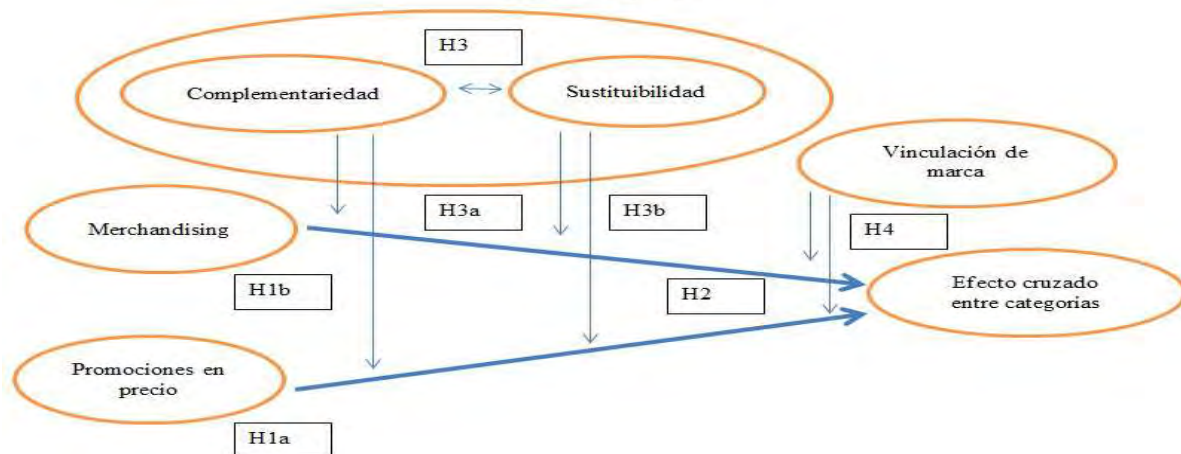 H3
Complementariedad
Sustituibilidad
Vinculación de
marca
Merchandising
H3a
H3b
H4
H1b
H2
Efecto cruzado
entre categorías
Promociones en
precio
H1a